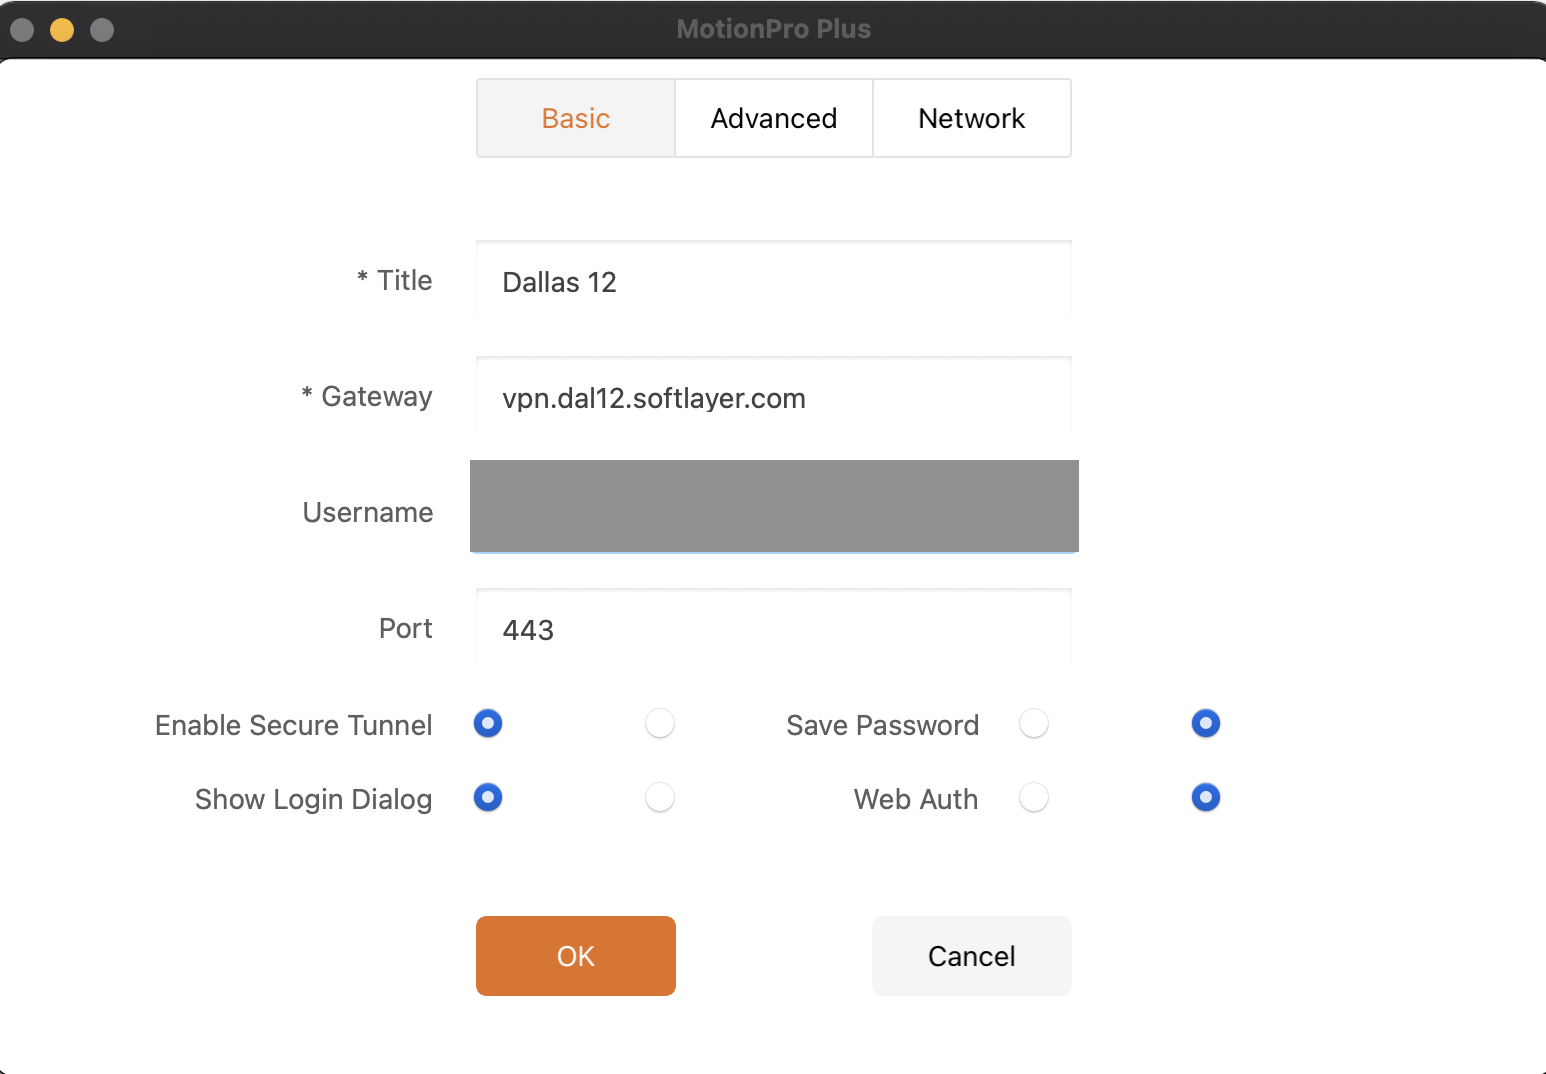 MotionPro Plus
Basic Advanced Network
* Title Dallas 12
* Gateway vpn.dal12.softlayer.com
Username
Port 443
Enable Secure Tunnel Save Password
Show Login Dialog Web Auth
OK Cancel